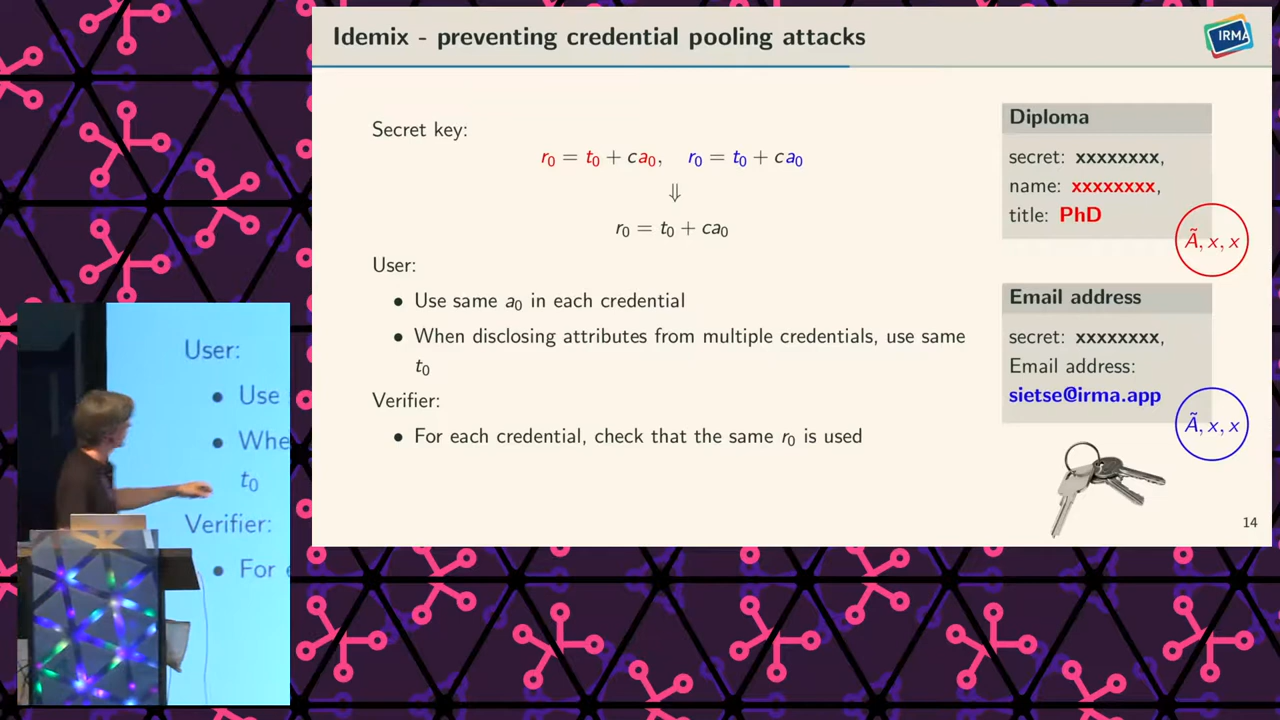 Idemix - preventing credential pooling attacks
IRMA
Secret key:
r₀ = t₀ + ca₀, r₀ = t₀ + ca₀
⇓
r₀ = t₀ + ca₀
User:
• Use same a₀ in each credential
• When disclosing attributes from multiple credentials, use same
t₀
Verifier:
• For each credential, check that the same r₀ is used
Diploma
secret: xxxxxxxx,
name: xxxxxxxx,
title: PhD
Ã, x, x
Email address
secret: xxxxxxxx,
Email address:
sietse@irma.app
Ã, x, x
14
User:
• Use
• Whe
t₀
Verifier:
• For